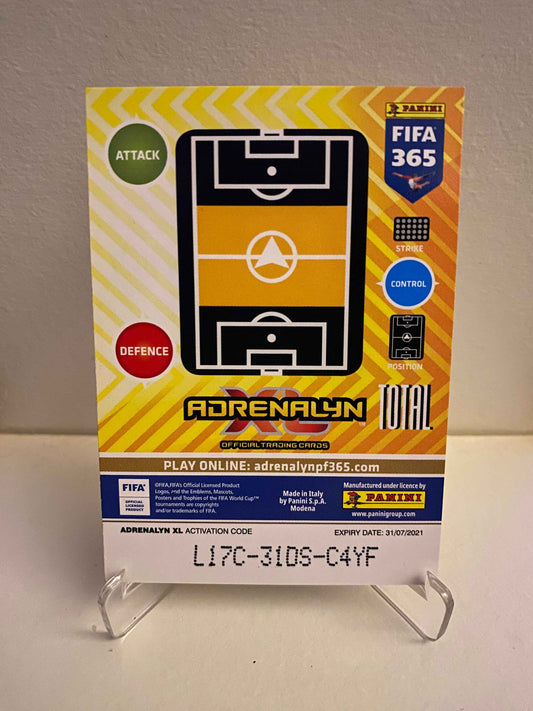 PANINI
FIFA
365
ATTACK
STRIKE
CONTROL
DEFENCE
POSITION
ADRENALYN
XL
TOTAL
OFFICIAL TRADING CARDS
PLAY ONLINE: adrenalynpf365.com
FIFA®
OFFICIAL
LICENSED
PRODUCT
©FIFA,FIFA's Official Licensed Product
Logos, and the Emblems, Mascots,
Posters and Trophies of the FIFA World Cup™
tournaments are copyrights
and/or trademarks of FIFA.
Made in Italy
by Panini S.p.A.
Modena
Manufactured under licence by
PANINI
www.paninigroup.com
ADRENALYN XL ACTIVATION CODE
EXPIRY DATE: 31/07/2021
L17C-31DS-C4YF